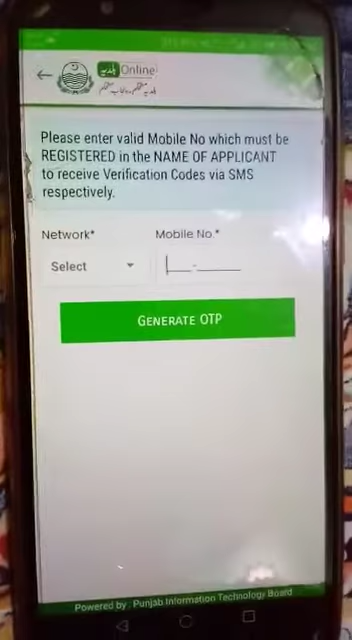 بلدیہ Online
Please enter valid Mobile No which must be
REGISTERED in the NAME OF APPLICANT
to receive Verification Codes via SMS
respectively.
Network* Mobile No.*
Select
GENERATE OTP
Powered by : Punjab Information Technology Board